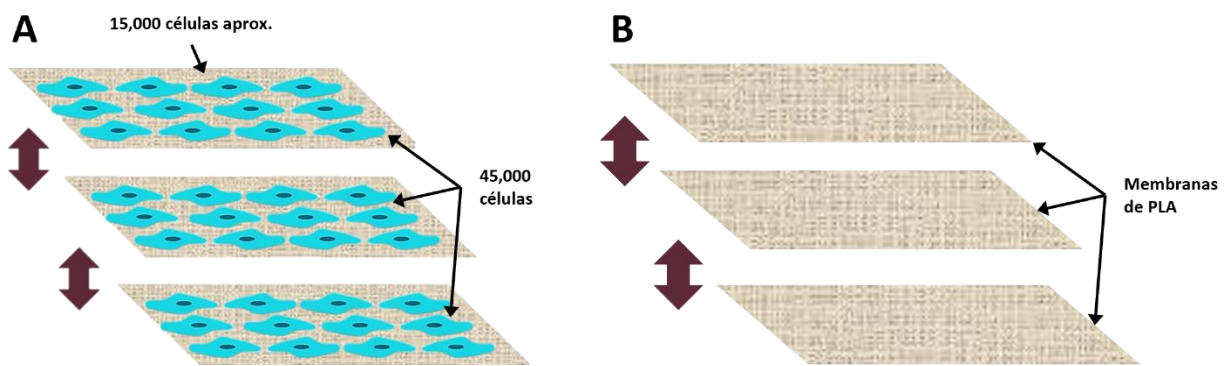 A
15,000 células aprox.
45,000
células
B
Membranas
de PLA